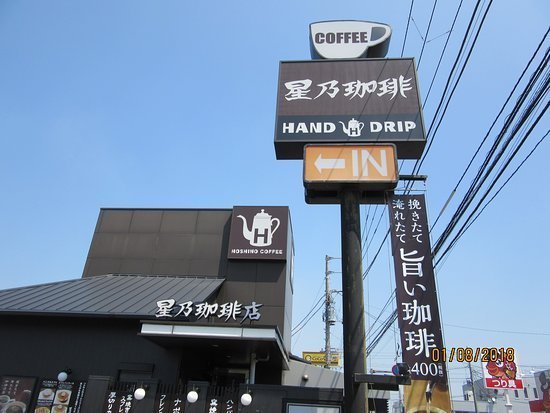 COFFEE
星乃珈琲
HAND DRIP
←IN
挽きたて
淹れたて
旨い珈琲
400
H
HOSHINO COFFEE
星乃珈琲店
つり具
01/08/2018